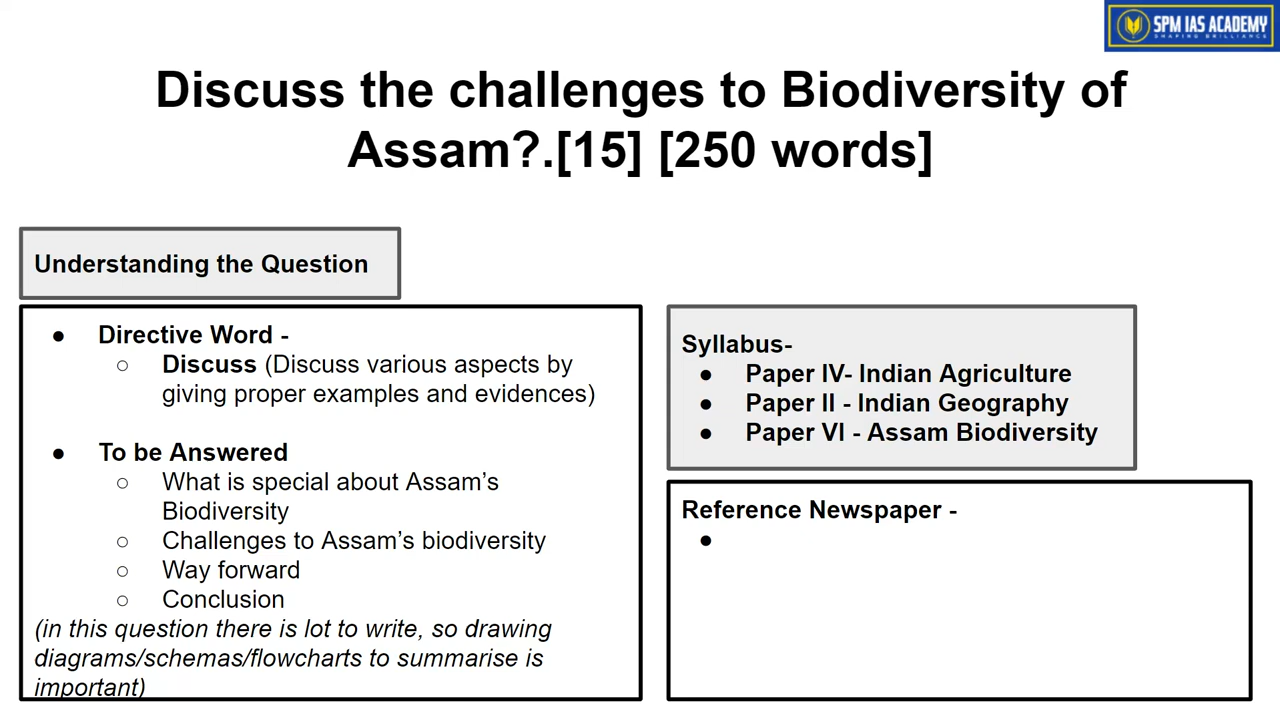 SPM IAS ACADEMY
SHAPING BRILLIANCE
Discuss the challenges to Biodiversity of
Assam?.[15] [250 words]
Understanding the Question
● Directive Word -
○ Discuss (Discuss various aspects by
giving proper examples and evidences)
● To be Answered
○ What is special about Assam’s
Biodiversity
○ Challenges to Assam’s biodiversity
○ Way forward
○ Conclusion
(in this question there is lot to write, so drawing
diagrams/schemas/flowcharts to summarise is
important)
Syllabus-
● Paper IV- Indian Agriculture
● Paper II - Indian Geography
● Paper VI - Assam Biodiversity
Reference Newspaper -
●